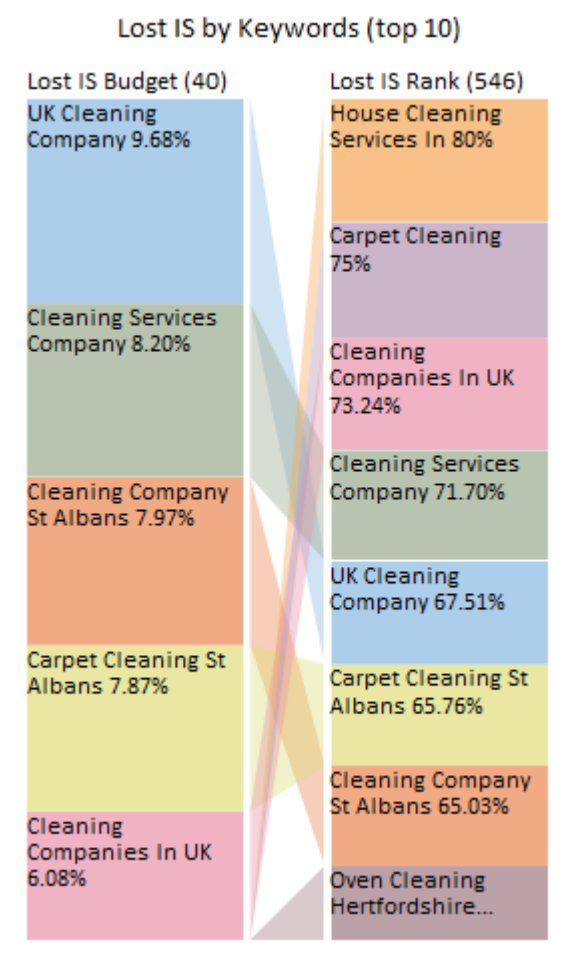 Lost IS by Keywords (top 10)
Lost IS Budget (40)
UK Cleaning
Company 9.68%
Cleaning Services
Company 8.20%
Cleaning Company
St Albans 7.97%
Carpet Cleaning St
Albans 7.87%
Cleaning
Companies In UK
6.08%
Lost IS Rank (546)
House Cleaning
Services In 80%
Carpet Cleaning
75%
Cleaning
Companies In UK
73.24%
Cleaning Services
Company 71.70%
UK Cleaning
Company 67.51%
Carpet Cleaning St
Albans 65.76%
Cleaning Company
St Albans 65.03%
Oven Cleaning
Hertfordshire...